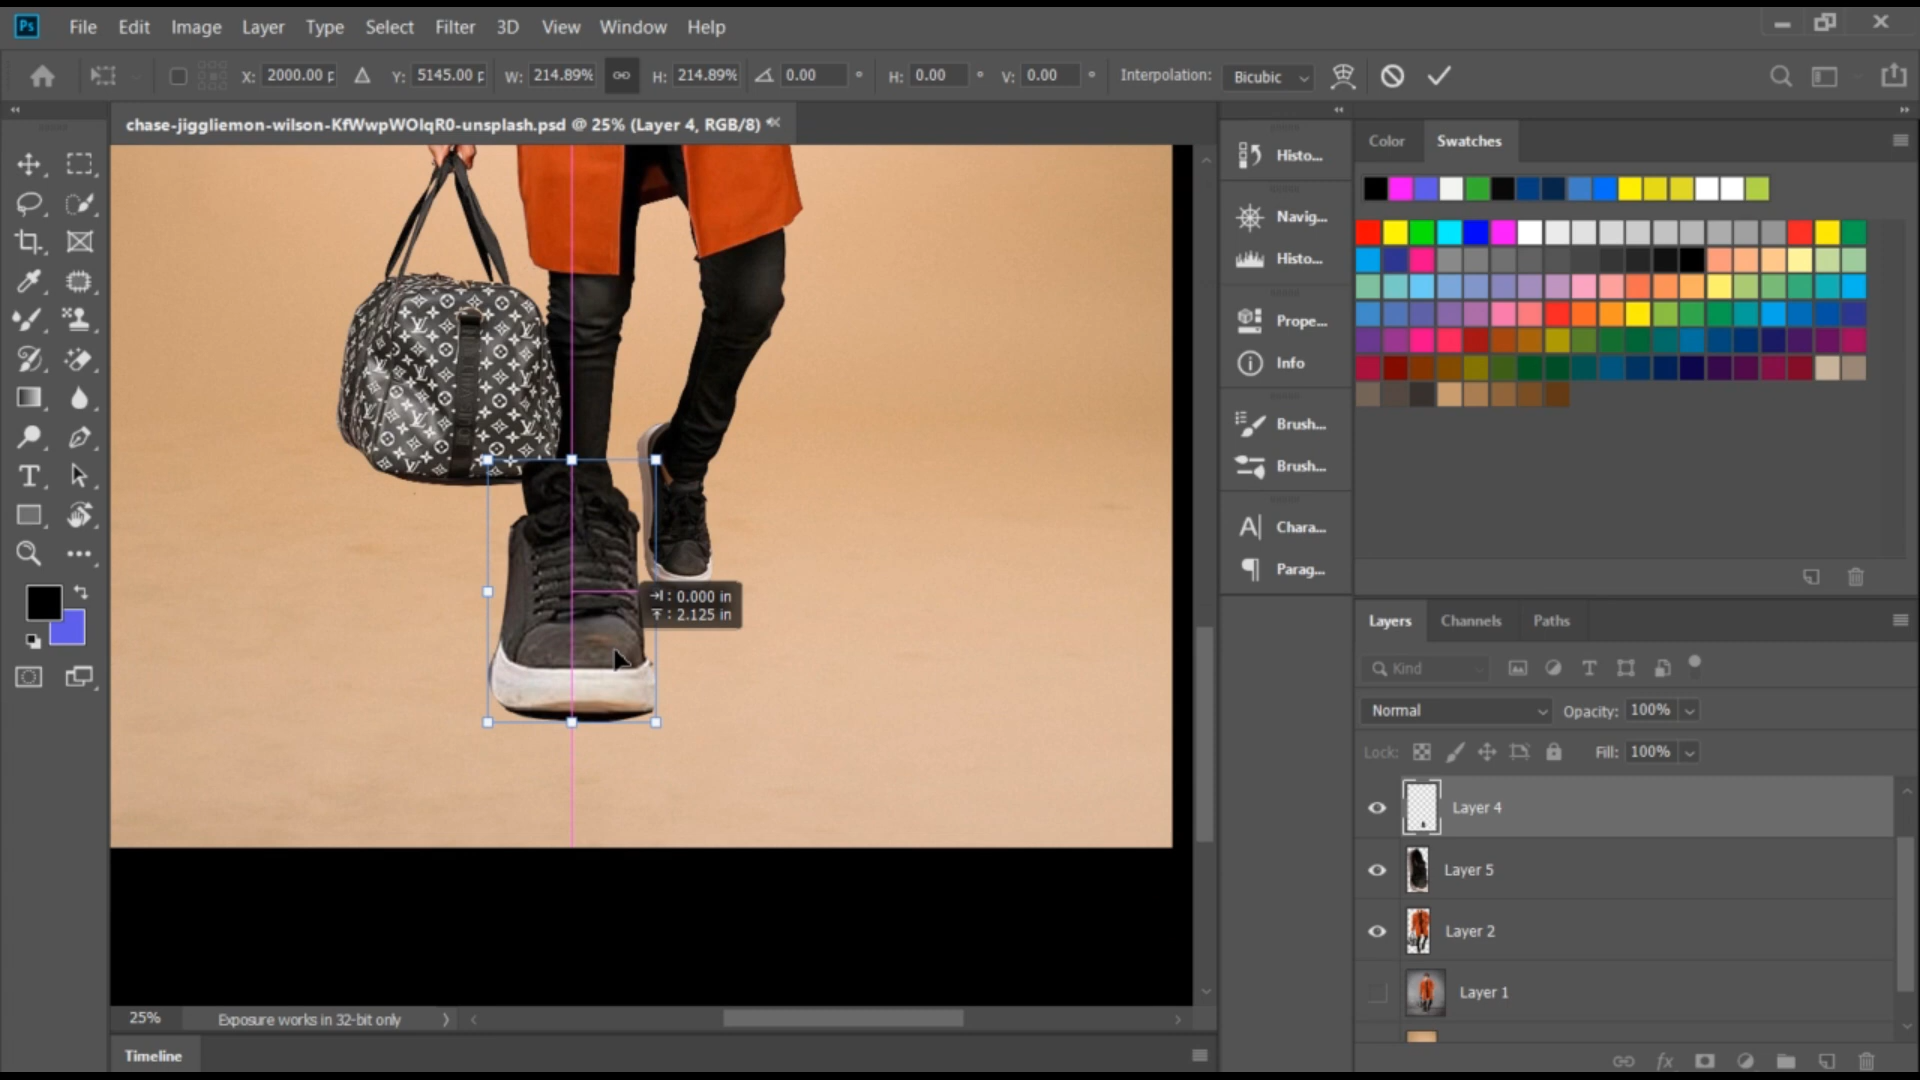 Ps File Edit Image Layer Type Select Filter 3D View Window Help
X: 2000.00 p Y: 5145.00 p W: 214.89% H: 214.89% 0.00 ° H: 0.00 ° V: 0.00 ° Interpolation: Bicubic
chase-jiggliemon-wilson-KfWwpWOlqR0-unsplash.psd @ 25% (Layer 4, RGB/8) *
Histo...
Navig...
Histo...
Prope...
Info
Brush...
Brush...
Chara...
Parag...
Color Swatches
: 0.000 in
: 2.125 in
Layers Channels Paths
Kind
Normal Opacity: 100%
Lock: Fill: 100%
Layer 4
Layer 5
Layer 2
Layer 1
fx
25% Exposure works in 32-bit only
Timeline